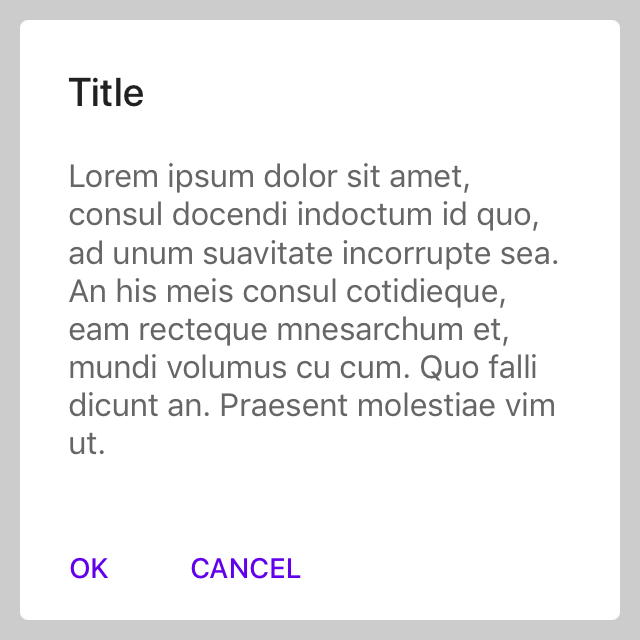 Title
Lorem ipsum dolor sit amet,
consul docendi indoctum id quo,
ad unum suavitate incorrupte sea.
An his meis consul cotidieque,
eam recteque mnesarchum et,
mundi volumus cu cum. Quo falli
dicunt an. Praesent molestiae vim
ut.
OK CANCEL